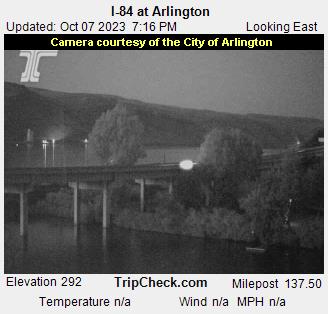 I-84 at Arlington
Updated: Oct 07 2023 7:16 PM Looking East
Camera courtesy of the City of Arlington
Elevation 292 TripCheck.com Milepost 137.50
Temperature n/a Wind n/a MPH n/a